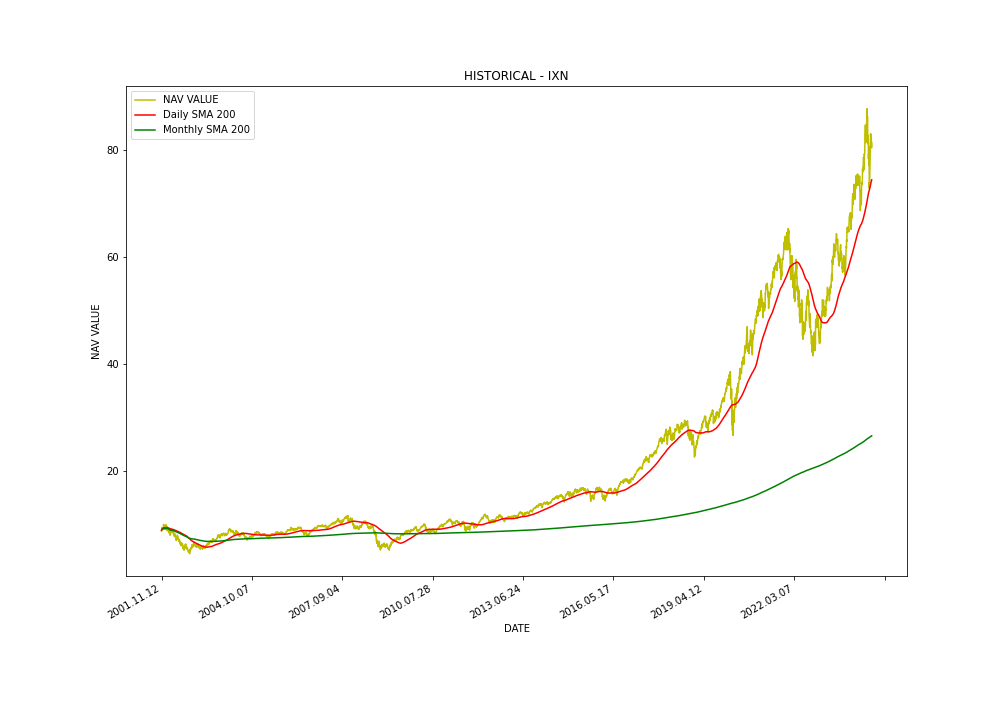 HISTORICAL - IXN
NAV VALUE
Daily SMA 200
Monthly SMA 200
80
60
40
20
NAV VALUE
2001.11.12
2004.10.07
2007.09.04
2010.07.28
2013.06.24
2016.05.17
2019.04.12
2022.03.07
DATE